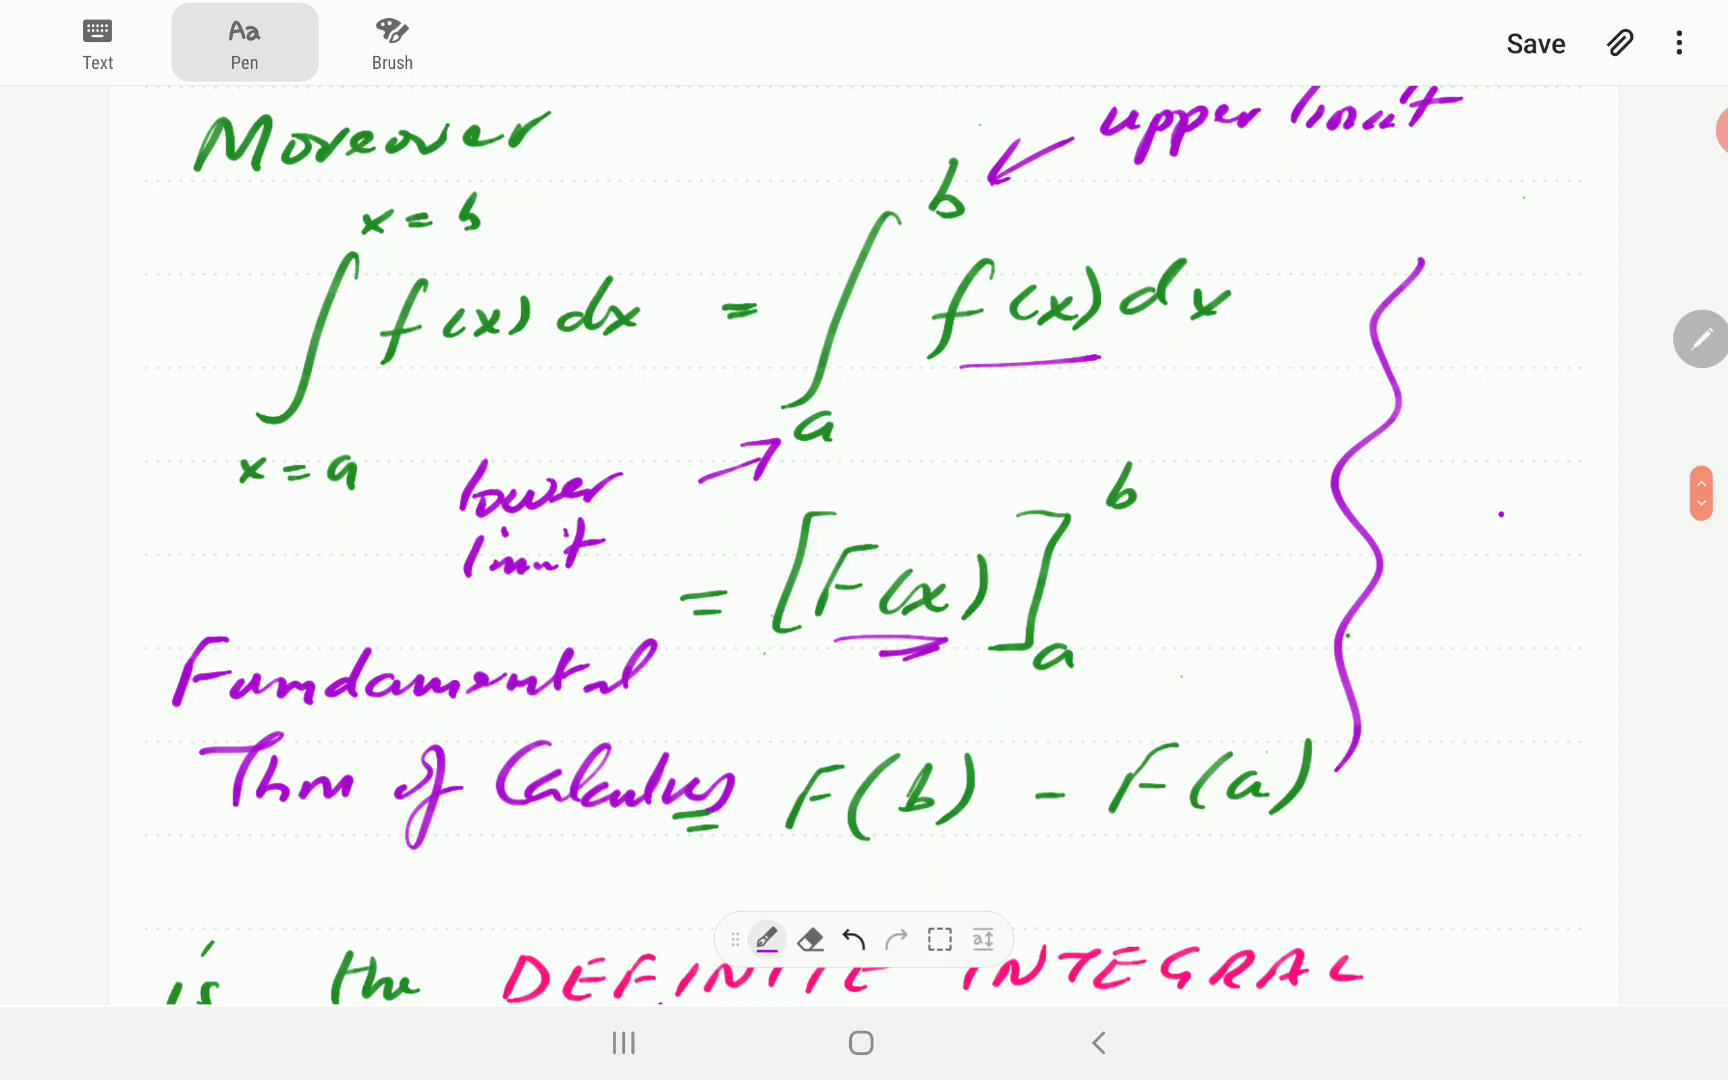 Text Pen Brush Save
Moreover
upper limit
x = b
∫ f(x) dx = ∫ f(x) dx
b
x = a
a
lower
limit
= [F(x)]
b
a
Fundamental
Thm of Calculus F(b) - F(a)
is the DEFINITE INTEGRAL